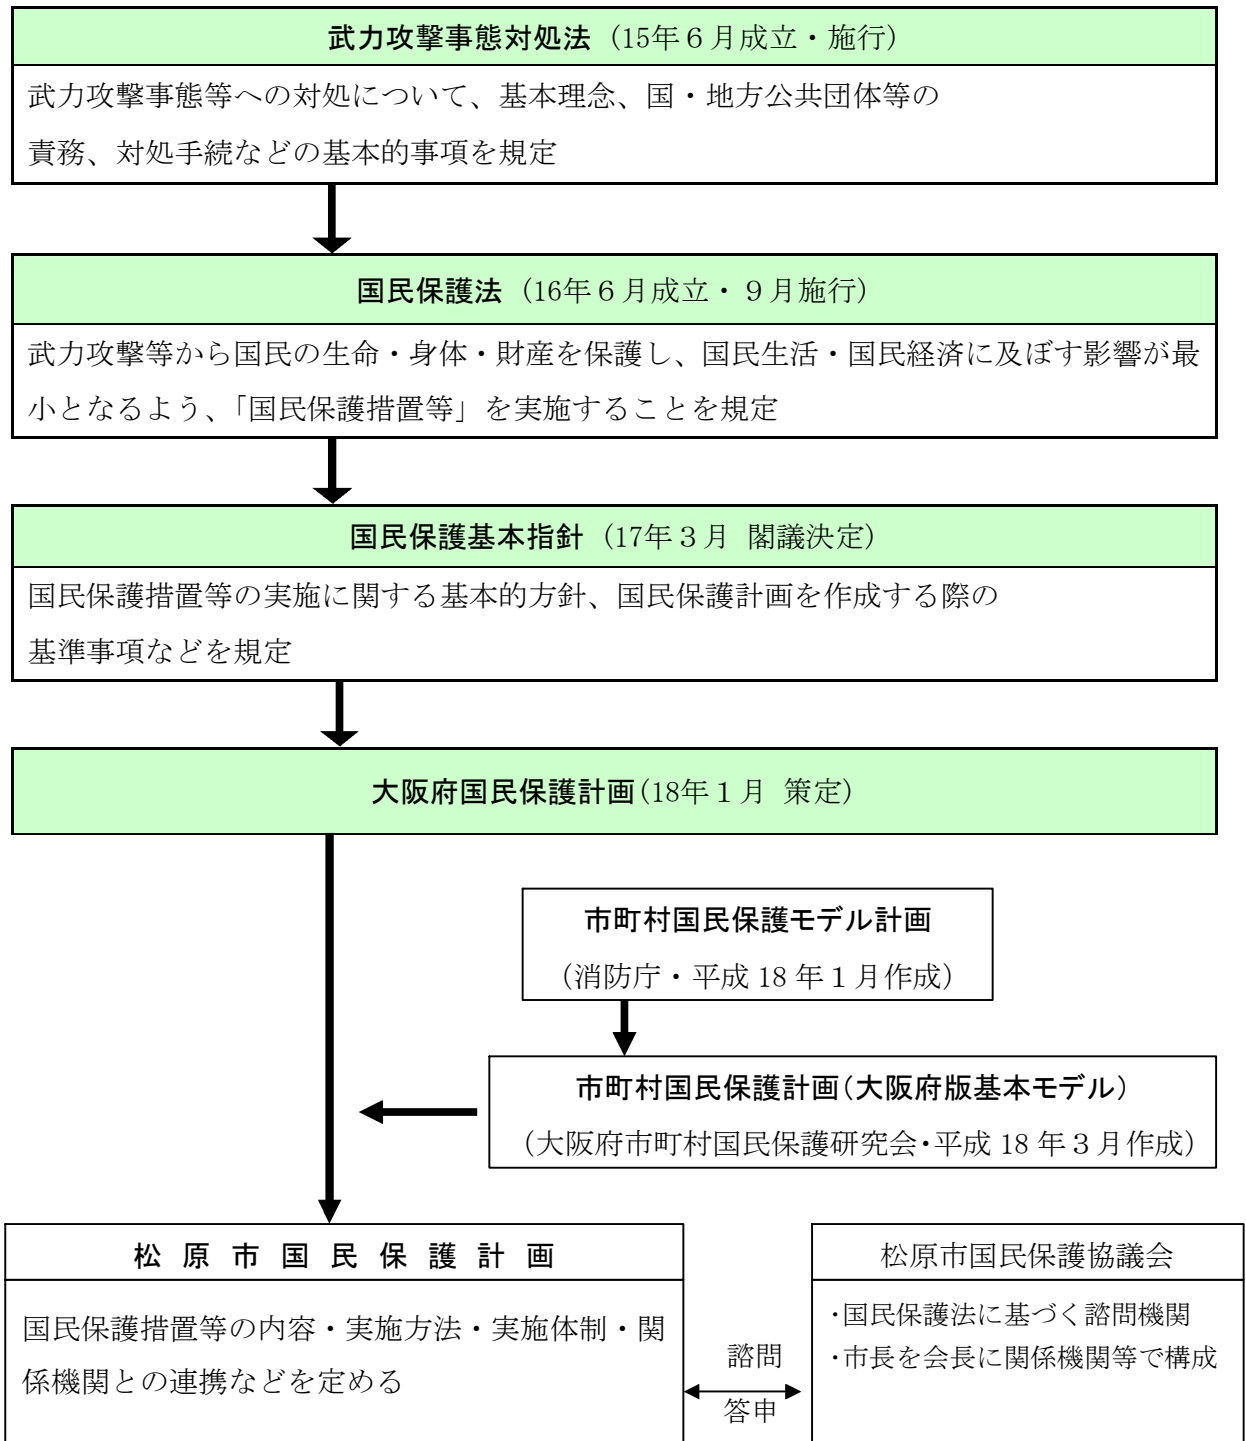 武力攻撃事態対処法（15年６月成立・施行）
武力攻撃事態等への対処について、基本理念、国・地方公共団体等の
責務、対処手続などの基本的事項を規定
国民保護法（16年６月成立・９月施行）
武力攻撃等から国民の生命・身体・財産を保護し、国民生活・国民経済に及ぼす影響が最
小となるよう、「国民保護措置等」を実施することを規定
国民保護基本指針（17年３月 閣議決定）
国民保護措置等の実施に関する基本的方針、国民保護計画を作成する際の
基準事項などを規定
大阪府国民保護計画(18年１月 策定)
市町村国民保護モデル計画
（消防庁・平成 18 年１月作成）
市町村国民保護計画（大阪府版基本モデル）
（大阪府市町村国民保護研究会・平成 18 年３月作成）
松 原 市 国 民 保 護 計 画
国民保護措置等の内容・実施方法・実施体制・関
係機関との連携などを定める
諮問
答申
松原市国民保護協議会
・国民保護法に基づく諮問機関
・市長を会長に関係機関等で構成